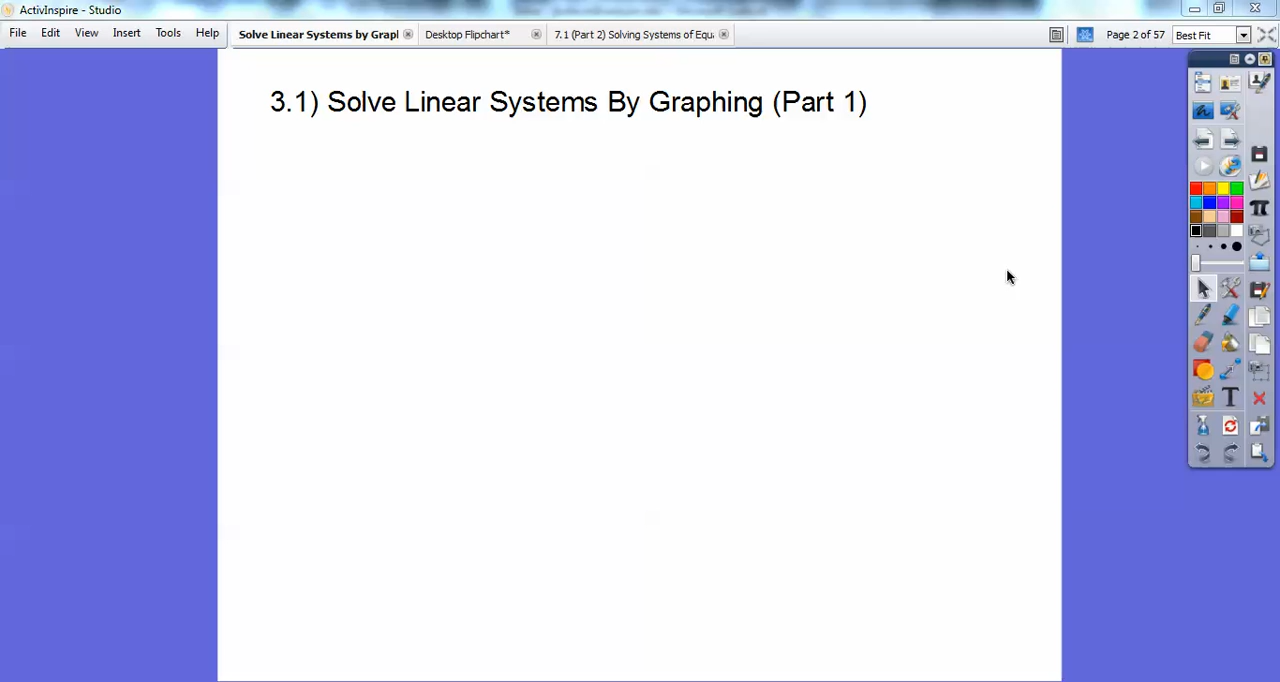 ActivInspire - Studio
File Edit View Insert Tools Help
Solve Linear Systems by Grapl Desktop Flipchart* 7.1 (Part 2) Solving Systems of Equa
Page 2 of 57 Best Fit
3.1) Solve Linear Systems By Graphing (Part 1)